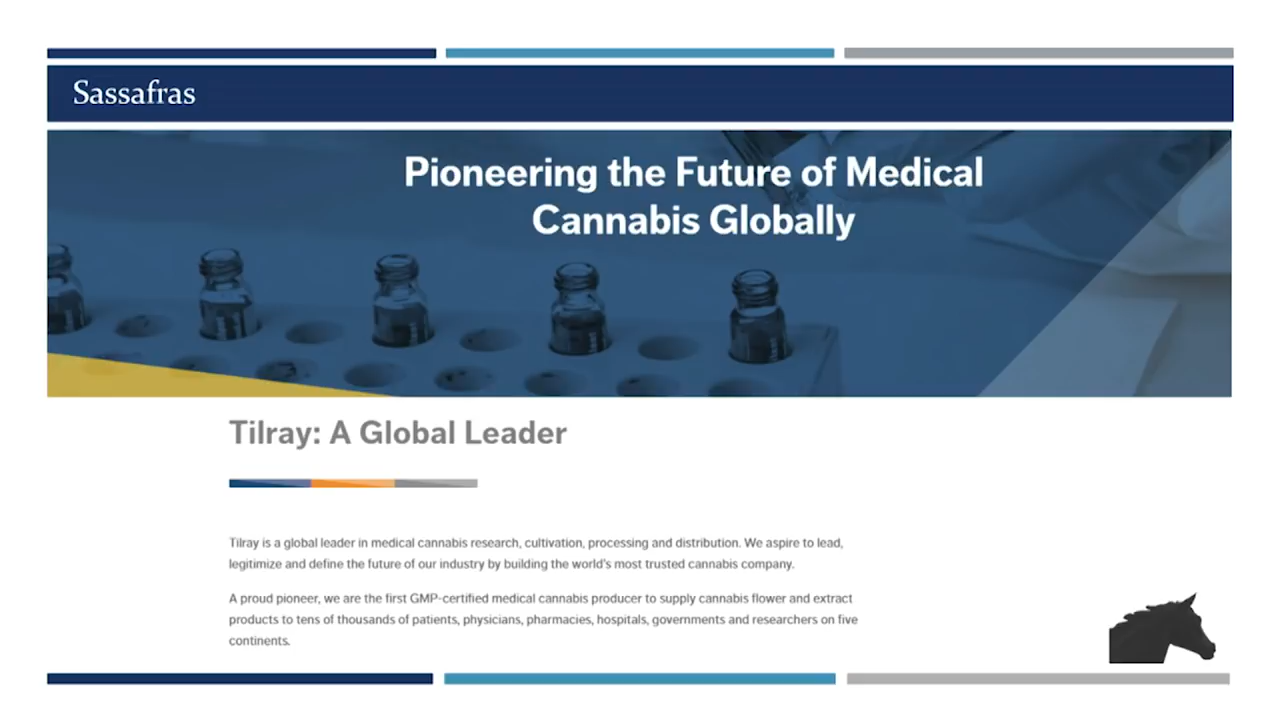 Sassafras
Pioneering the Future of Medical
Cannabis Globally
Tilray: A Global Leader
Tilray is a global leader in medical cannabis research, cultivation, processing and distribution. We aspire to lead,
legitimize and define the future of our industry by building the world's most trusted cannabis company.
A proud pioneer, we are the first GMP-certified medical cannabis producer to supply cannabis flower and extract
products to tens of thousands of patients, physicians, pharmacies, hospitals, governments and researchers on five
continents.